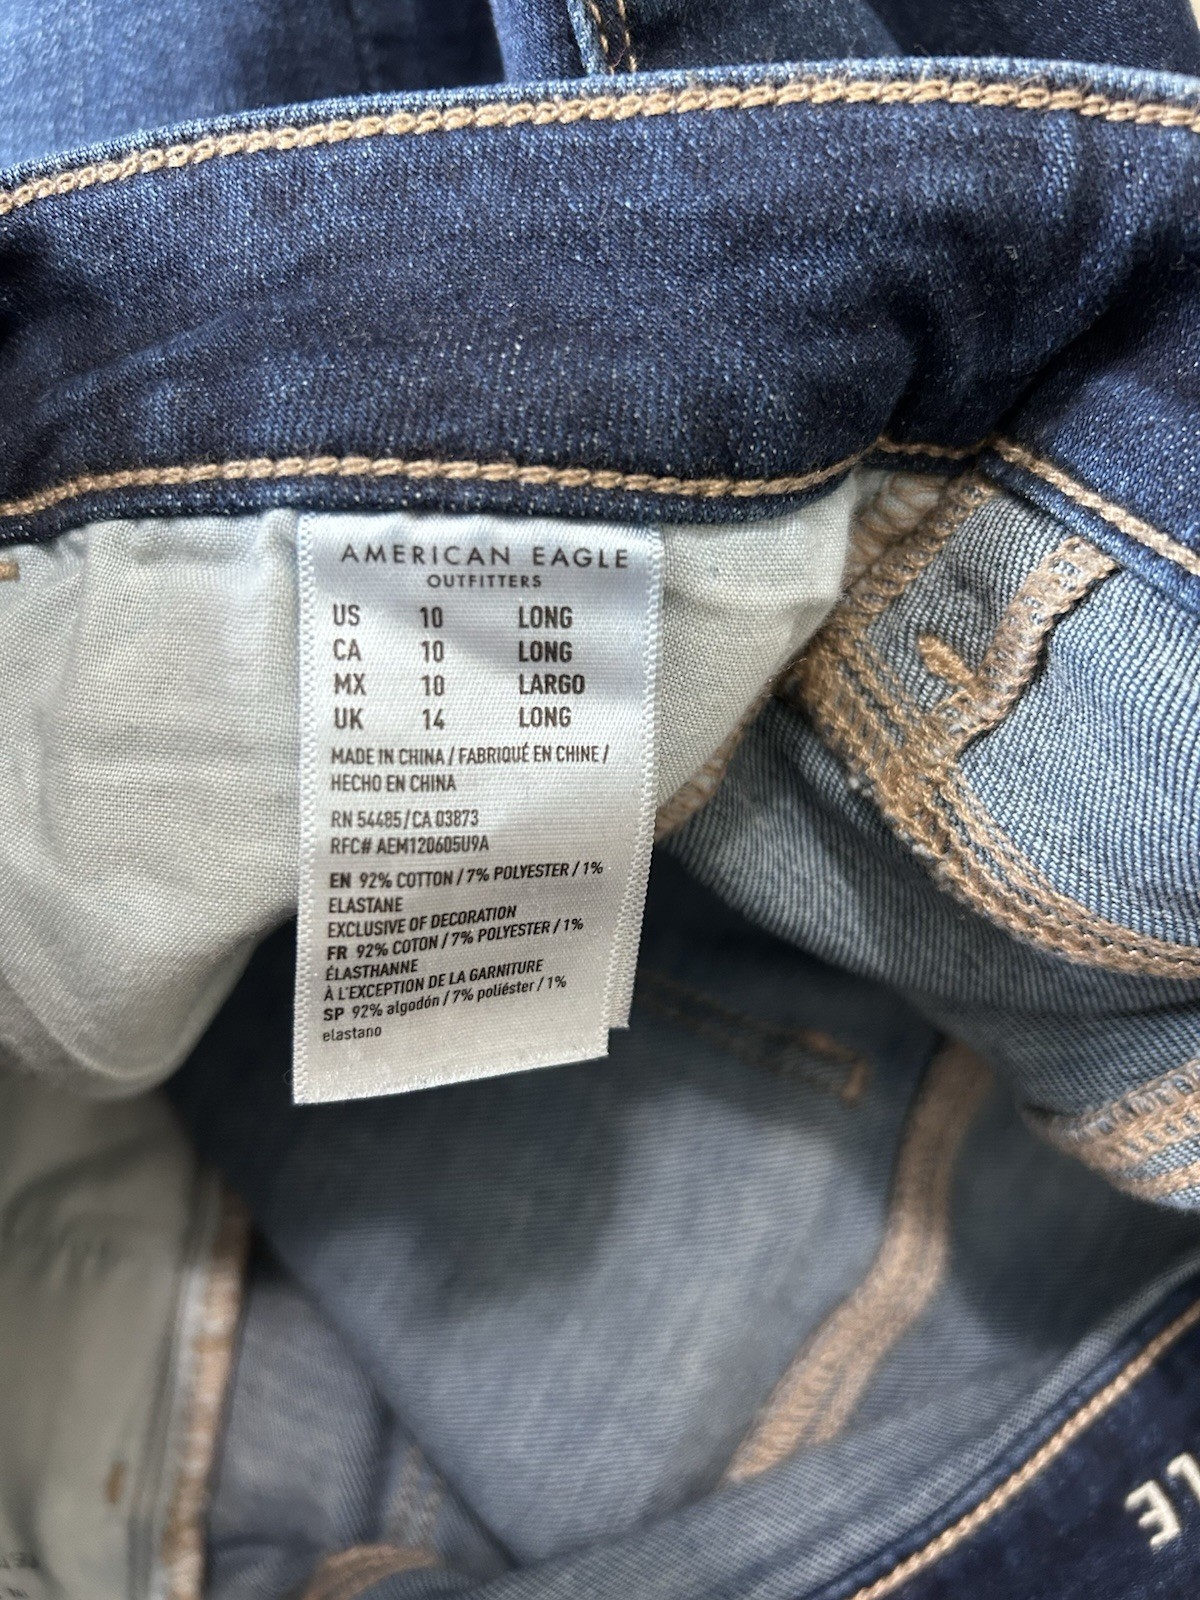 AMERICAN EAGLE
OUTFITTERS
US 10 LONG
CA 10 LONG
MX 10 LARGO
UK 14 LONG
MADE IN CHINA / FABRIQUÉ EN CHINE /
HECHO EN CHINA
RN 54485/CA 03873
RFC# AEM120605U9A
EN 92% COTTON / 7% POLYESTER / 1%
ELASTANE
EXCLUSIVE OF DECORATION
FR 92% COTON / 7% POLYESTER / 1%
ÉLASTHANNE
À L'EXCEPTION DE LA GARNITURE
SP 92% algodón / 7% poliéster / 1%
elastano